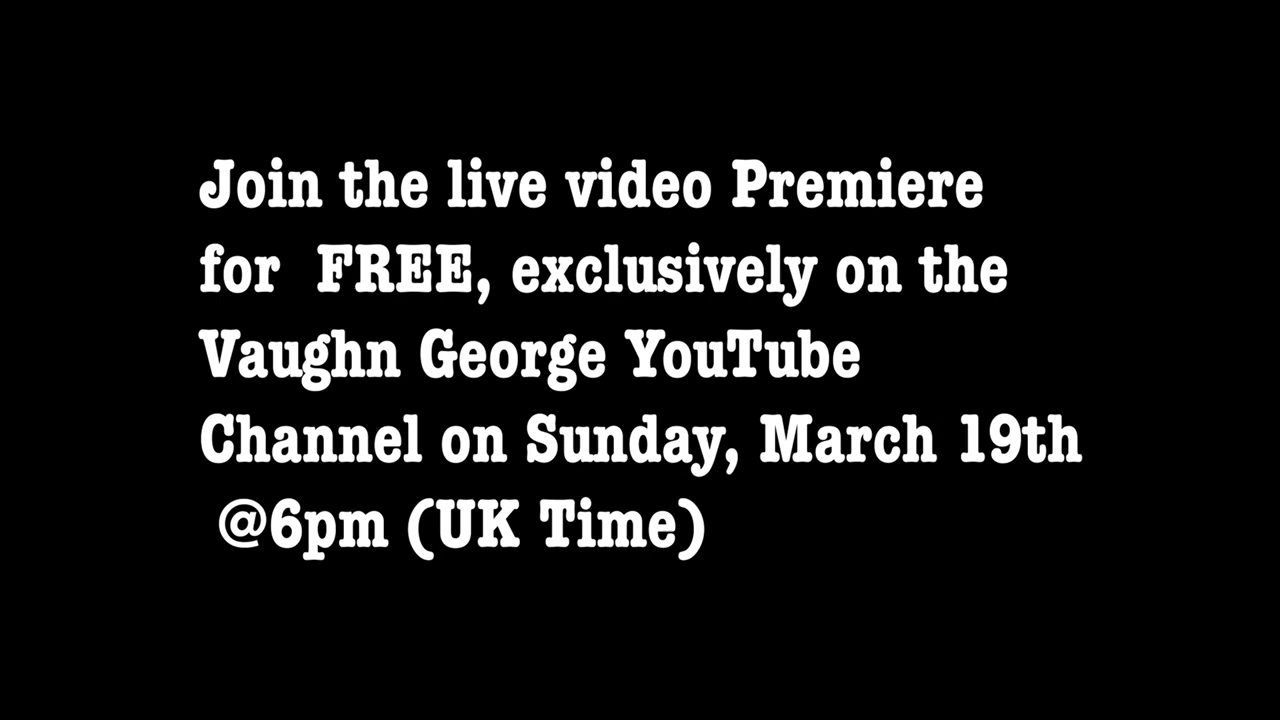 Join the live video Premiere
for  FREE, exclusively on the
Vaughn George YouTube
Channel on Sunday, March 19th
@6pm (UK Time)